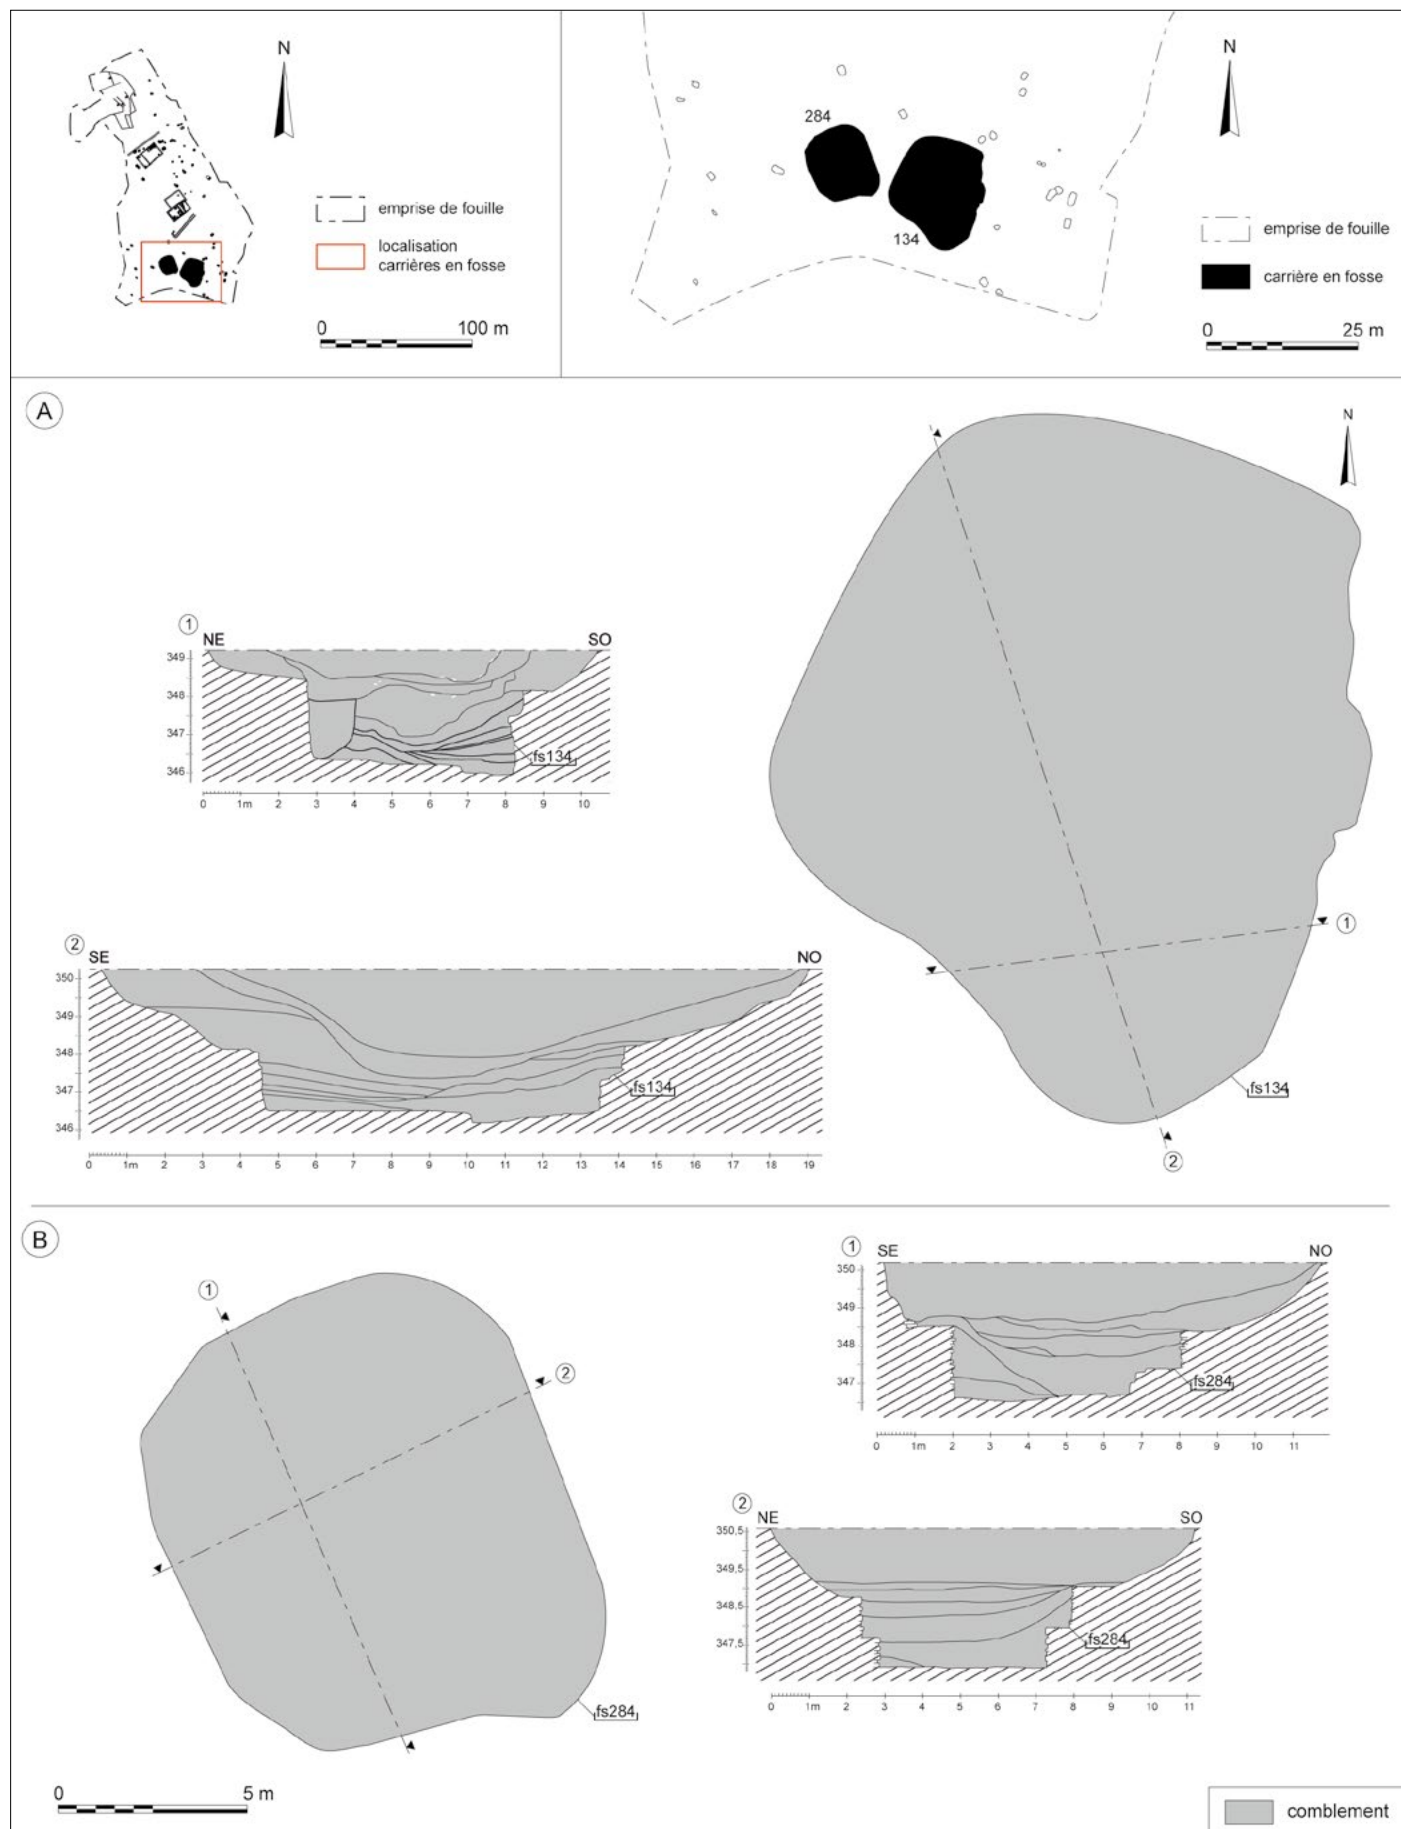 N
emprise de fouille
localisation
carrières en fosse
0 100 m
N
284
134
emprise de fouille
carrière en fosse
0 25 m
A
N
1
NE SO
349
348
347
346
fs134
0 1m 2 3 4 5 6 7 8 9 10
1
2
fs134
2
SE NO
350
349
348
347
346
fs134
0 1m 2 3 4 5 6 7 8 9 10 11 12 13 14 15 16 17 18 19
B
1
2
fs284
0 5 m
1
SE NO
350
349
348
347
fs284
0 1m 2 3 4 5 6 7 8 9 10 11
2
NE SO
350,5
349,5
348,5
347,5
fs284
0 1m 2 3 4 5 6 7 8 9 10 11
comblement